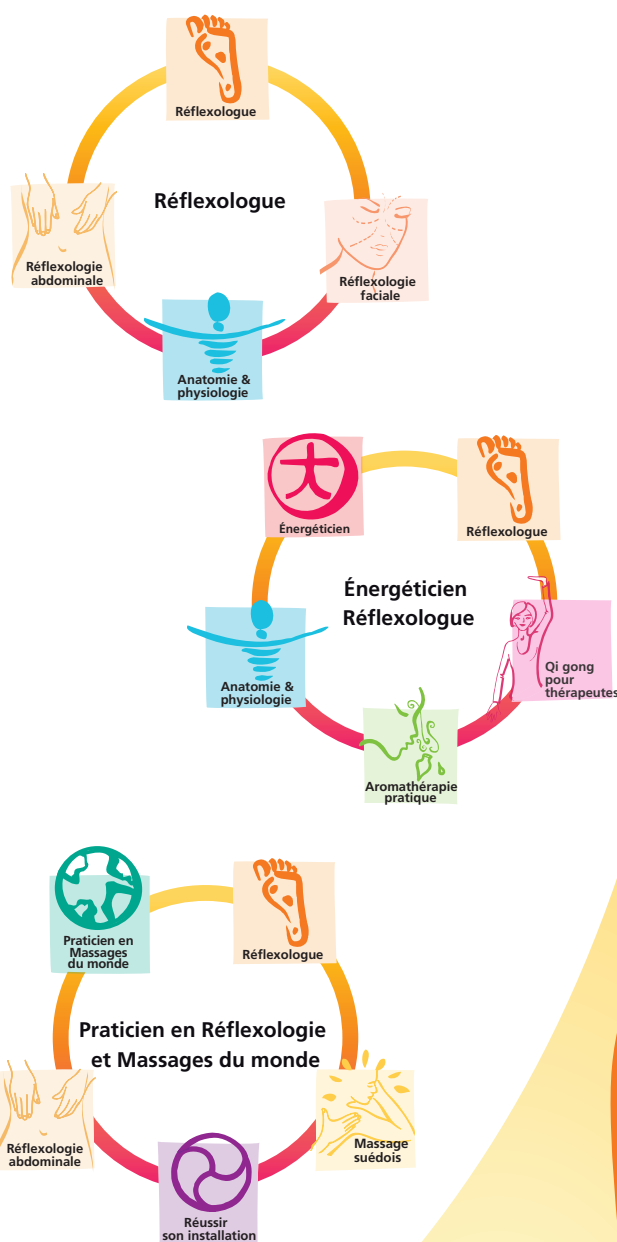 Réflexologue
Réflexologue
Réflexologie
abdominale
Réflexologie
faciale
Anatomie &
physiologie
Énergéticien
Réflexologue
Énergéticien
Réflexologue
Anatomie &
physiologie
Qi gong
pour
thérapeutes
Aromathérapie
pratique
Praticien en
Massages
du monde
Réflexologue
Praticien en Réflexologie
et Massages du monde
Réflexologie
abdominale
Massage
suédois
Réussir
son installation